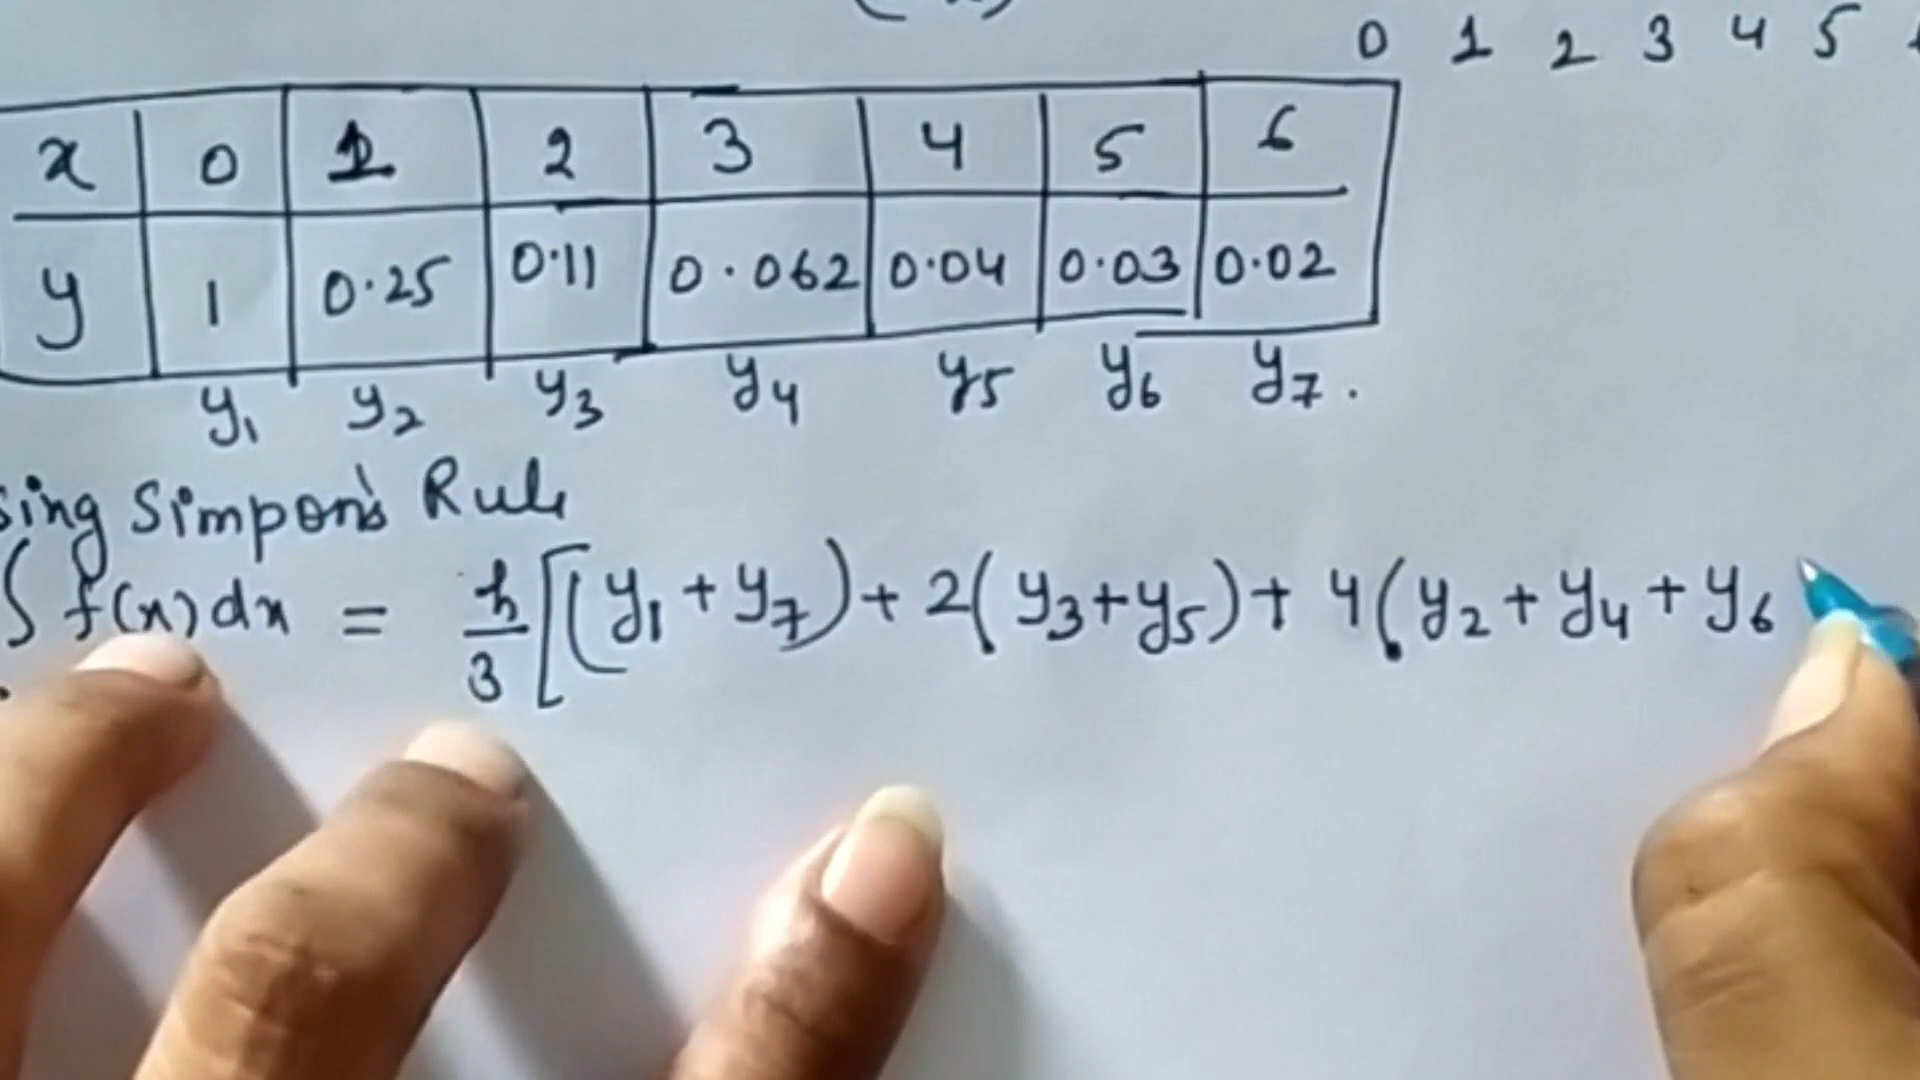 0 1 2 3 4 5
x 0 1 2 3 4 5 6
y 1 0.25 0.11 0.062 0.04 0.03 0.02
y₁ y₂ y₃ y₄ y₅ y₆ y₇.
sing Simpon's Rule
∫ f(x) dx = h/3 [(y₁ + y₇) + 2(y₃+y₅) + 4(y₂ + y₄ + y₆